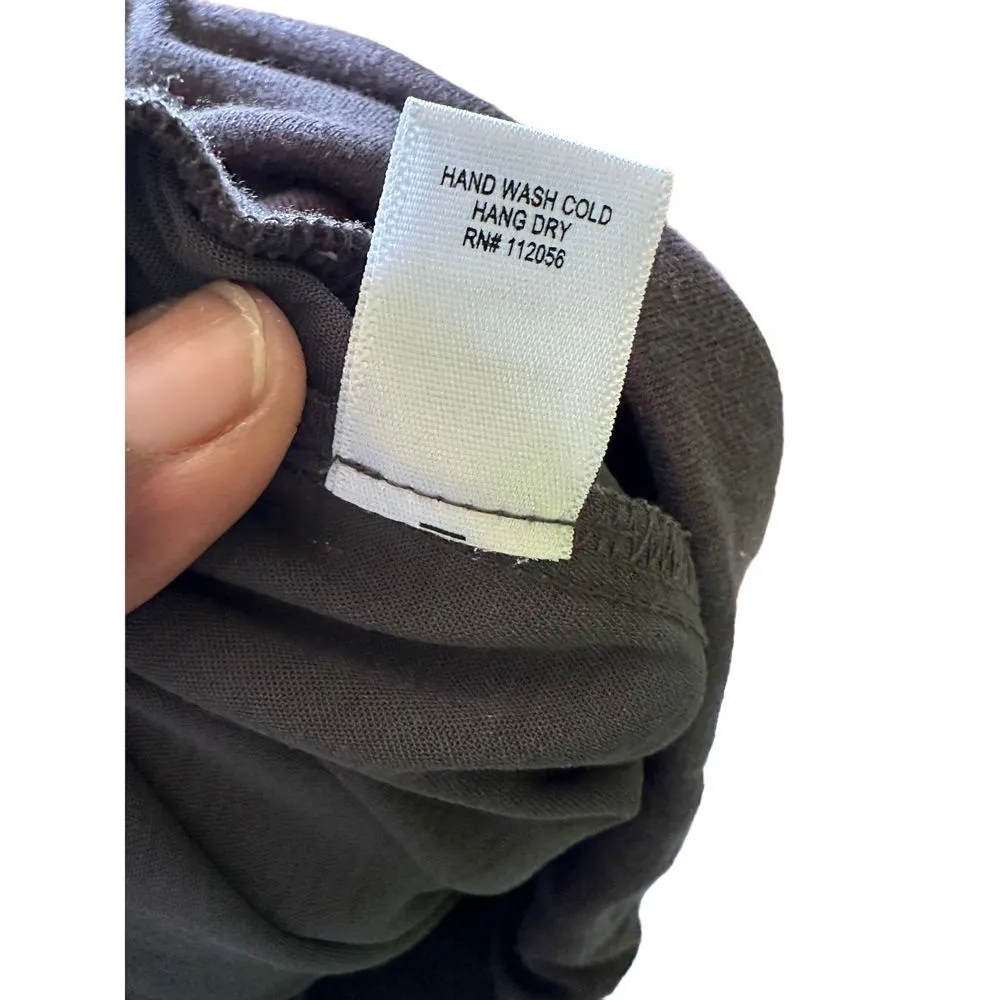 HAND WASH COLD
HANG DRY
RN# 112056